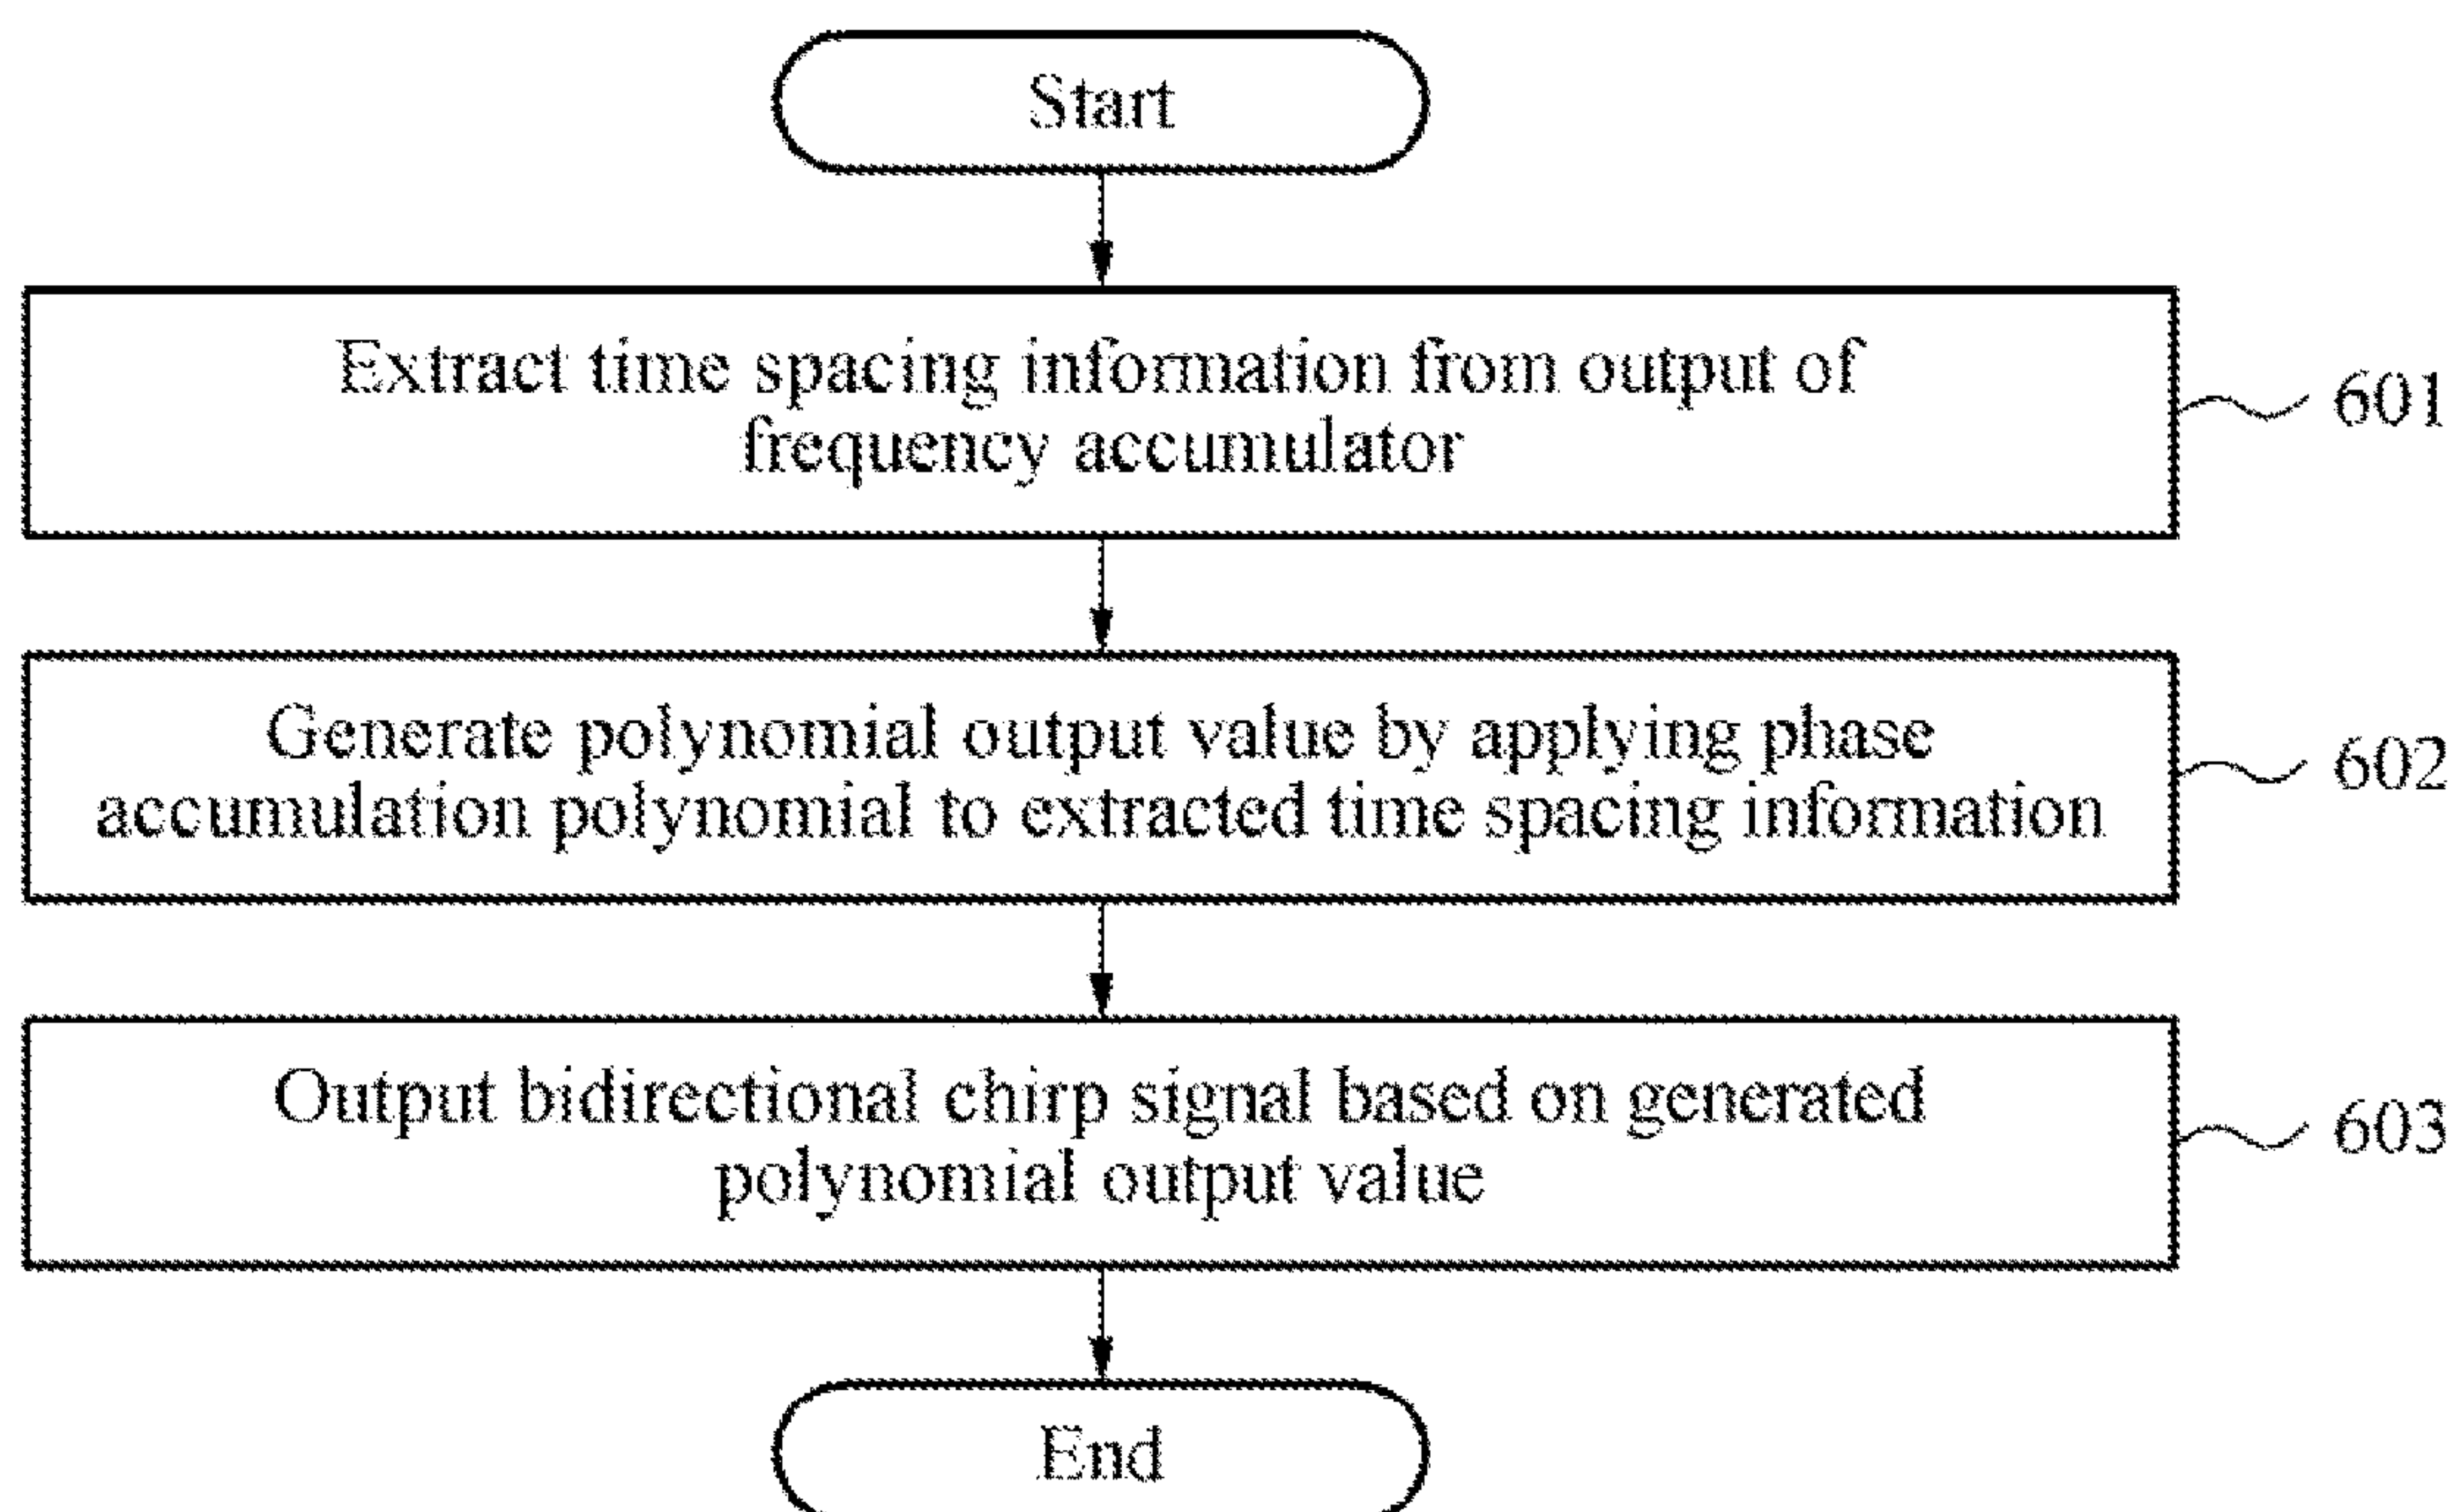 Start
Extract time spacing information from output of
frequency accumulator
601
Generate polynomial output value by applying phase
accumulation polynomial to extracted time spacing information
602
Output bidirectional chirp signal based on generated
polynomial output value
603
End